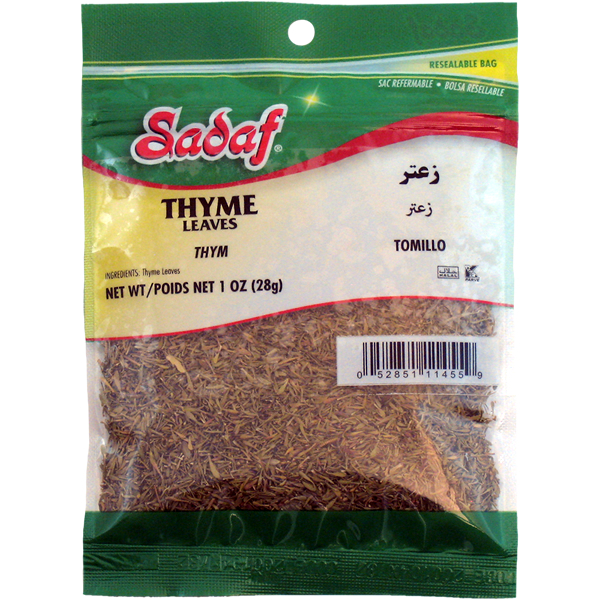 RESEALABLE BAG
SAC REFERMABLE • BOLSA RESELLABLE
Sadaf®
THYME
LEAVES
THYM
زعتر
زعتر
TOMILLO
INGREDIENTS: Thyme Leaves
NET WT/POIDS NET 1 OZ (28g)
HALAL
0 52851 11455 9